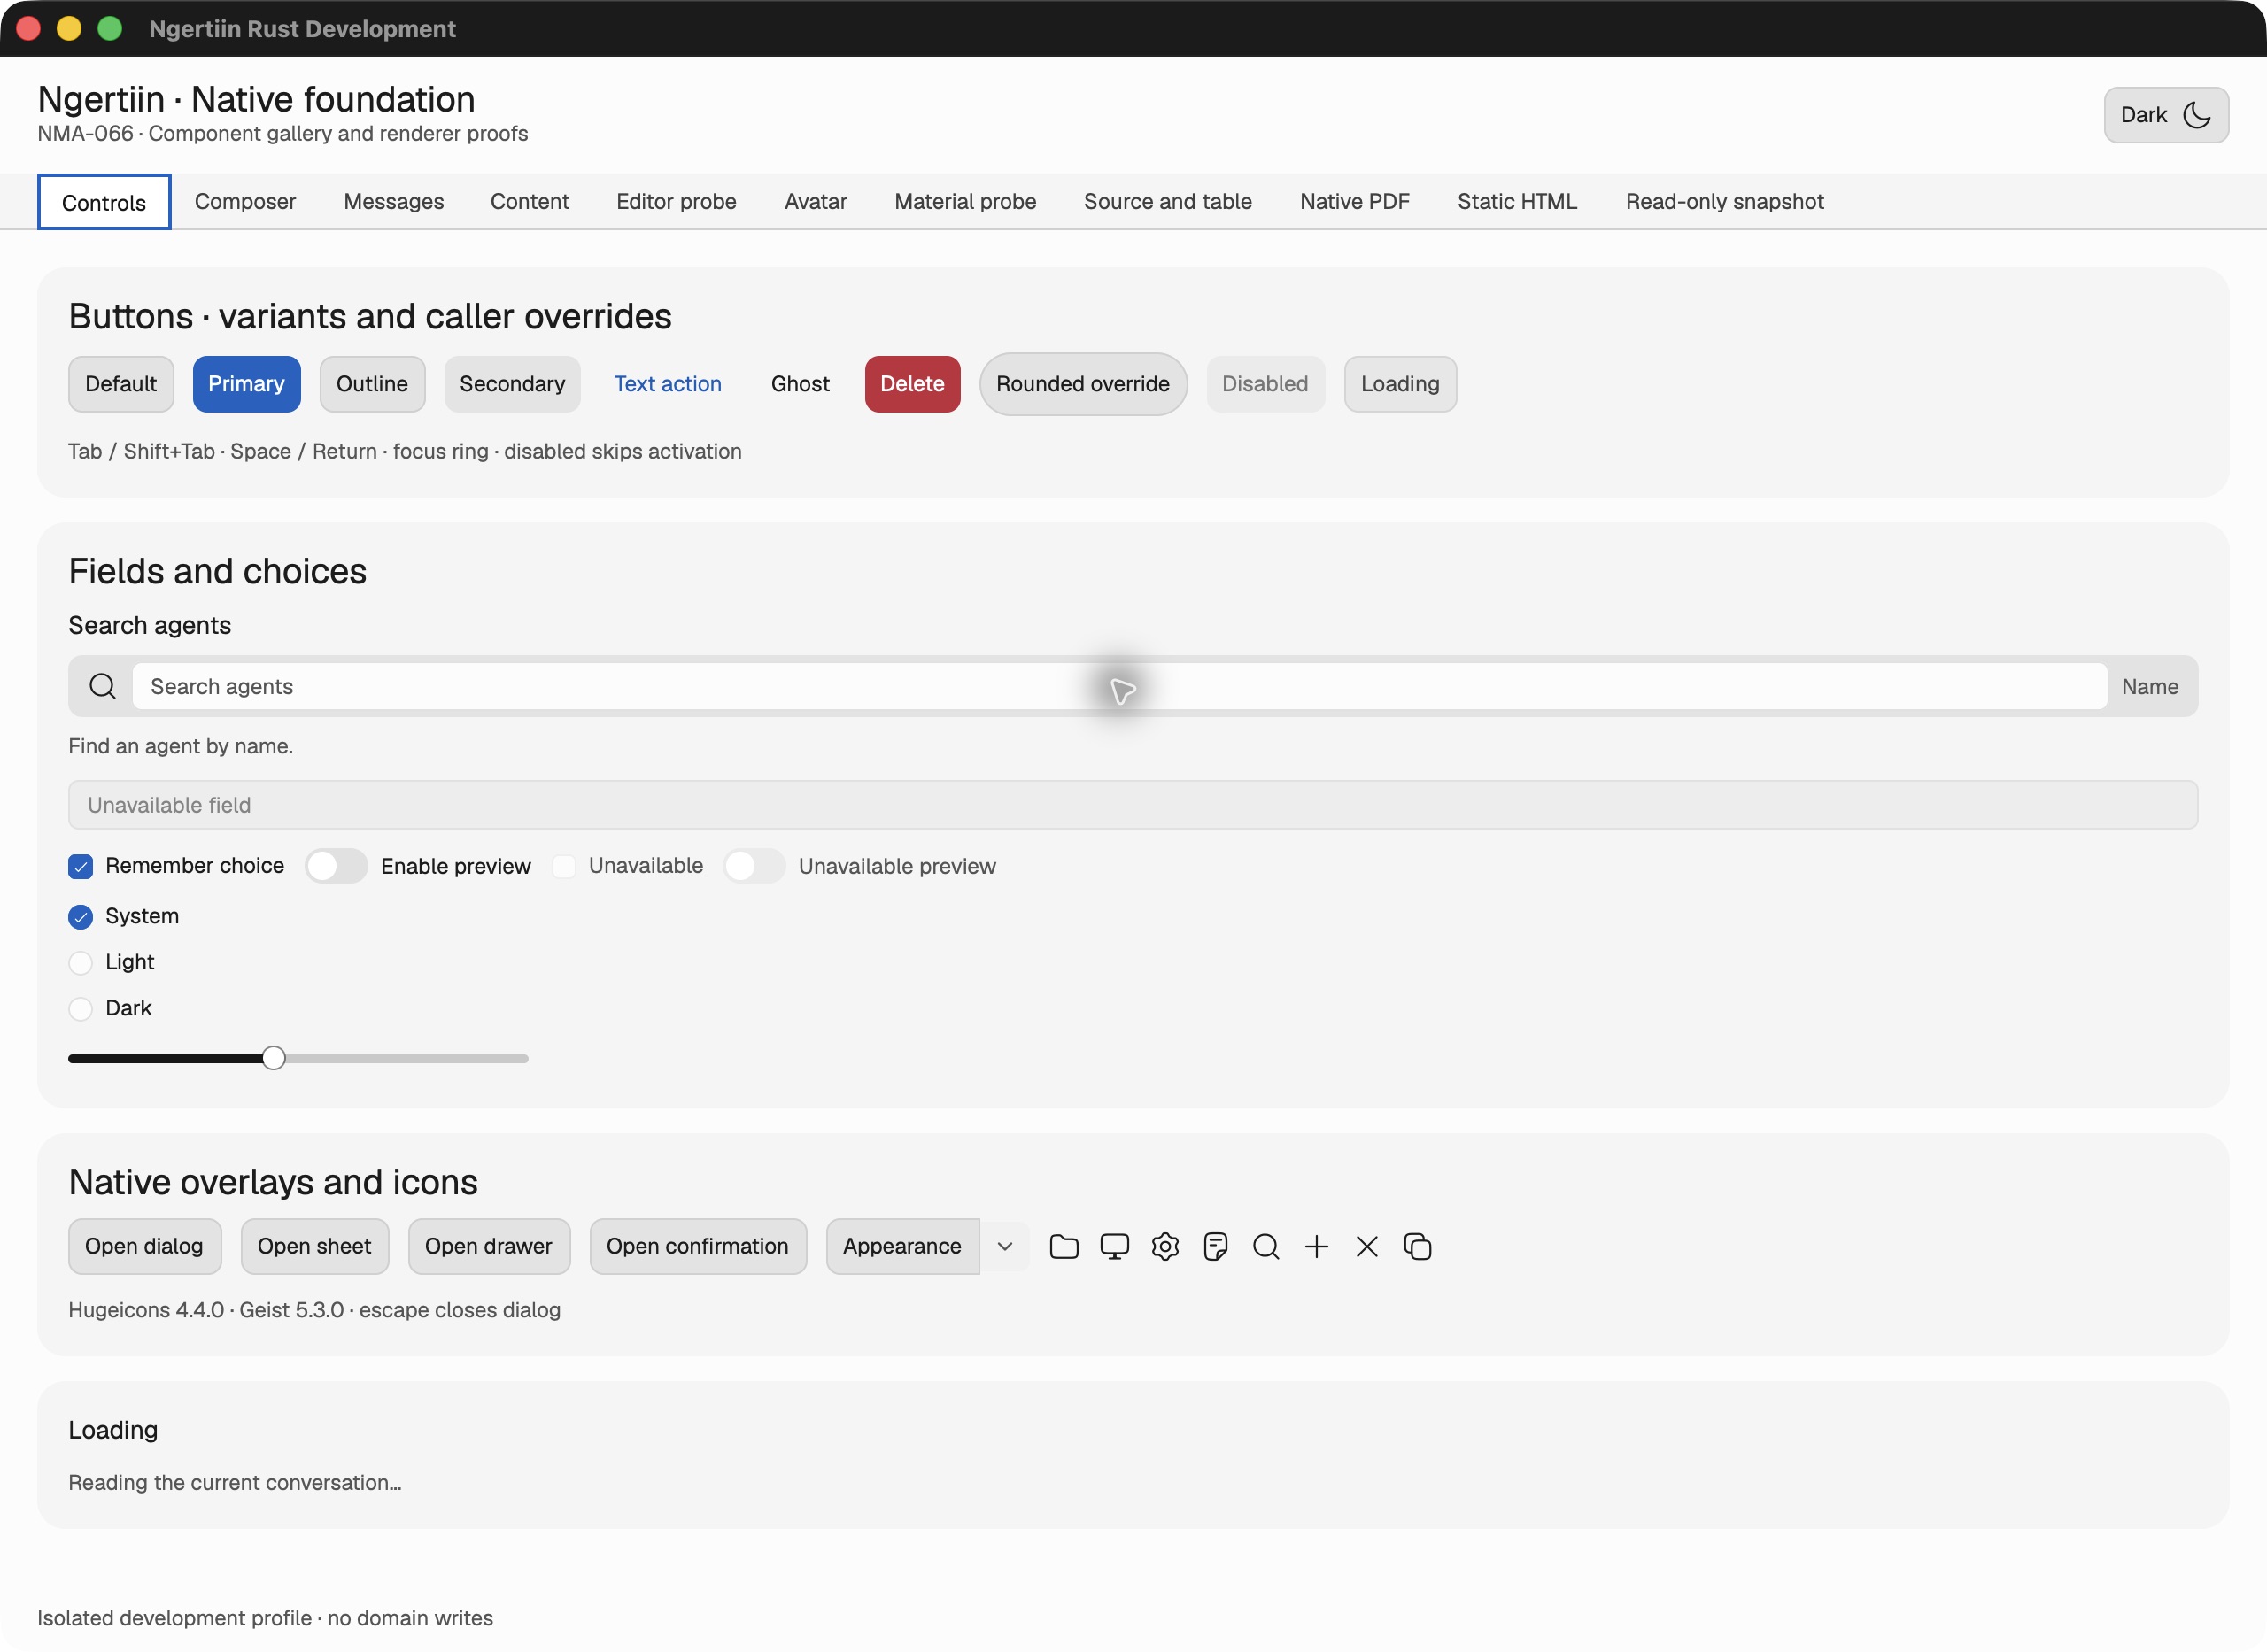 Ngertiin Rust Development
Ngertiin · Native foundation
NMA-066 · Component gallery and renderer proofs
Dark
Controls Composer Messages Content Editor probe Avatar Material probe Source and table Native PDF Static HTML Read-only snapshot
Buttons · variants and caller overrides
Default Primary Outline Secondary Text action Ghost Delete Rounded override Disabled Loading
Tab / Shift+Tab · Space / Return · focus ring · disabled skips activation
Fields and choices
Search agents
Search agents Name
Find an agent by name.
Unavailable field
Remember choice Enable preview Unavailable Unavailable preview
System
Light
Dark
Native overlays and icons
Open dialog Open sheet Open drawer Open confirmation Appearance
Hugeicons 4.4.0 · Geist 5.3.0 · escape closes dialog
Loading
Reading the current conversation…
Isolated development profile · no domain writes